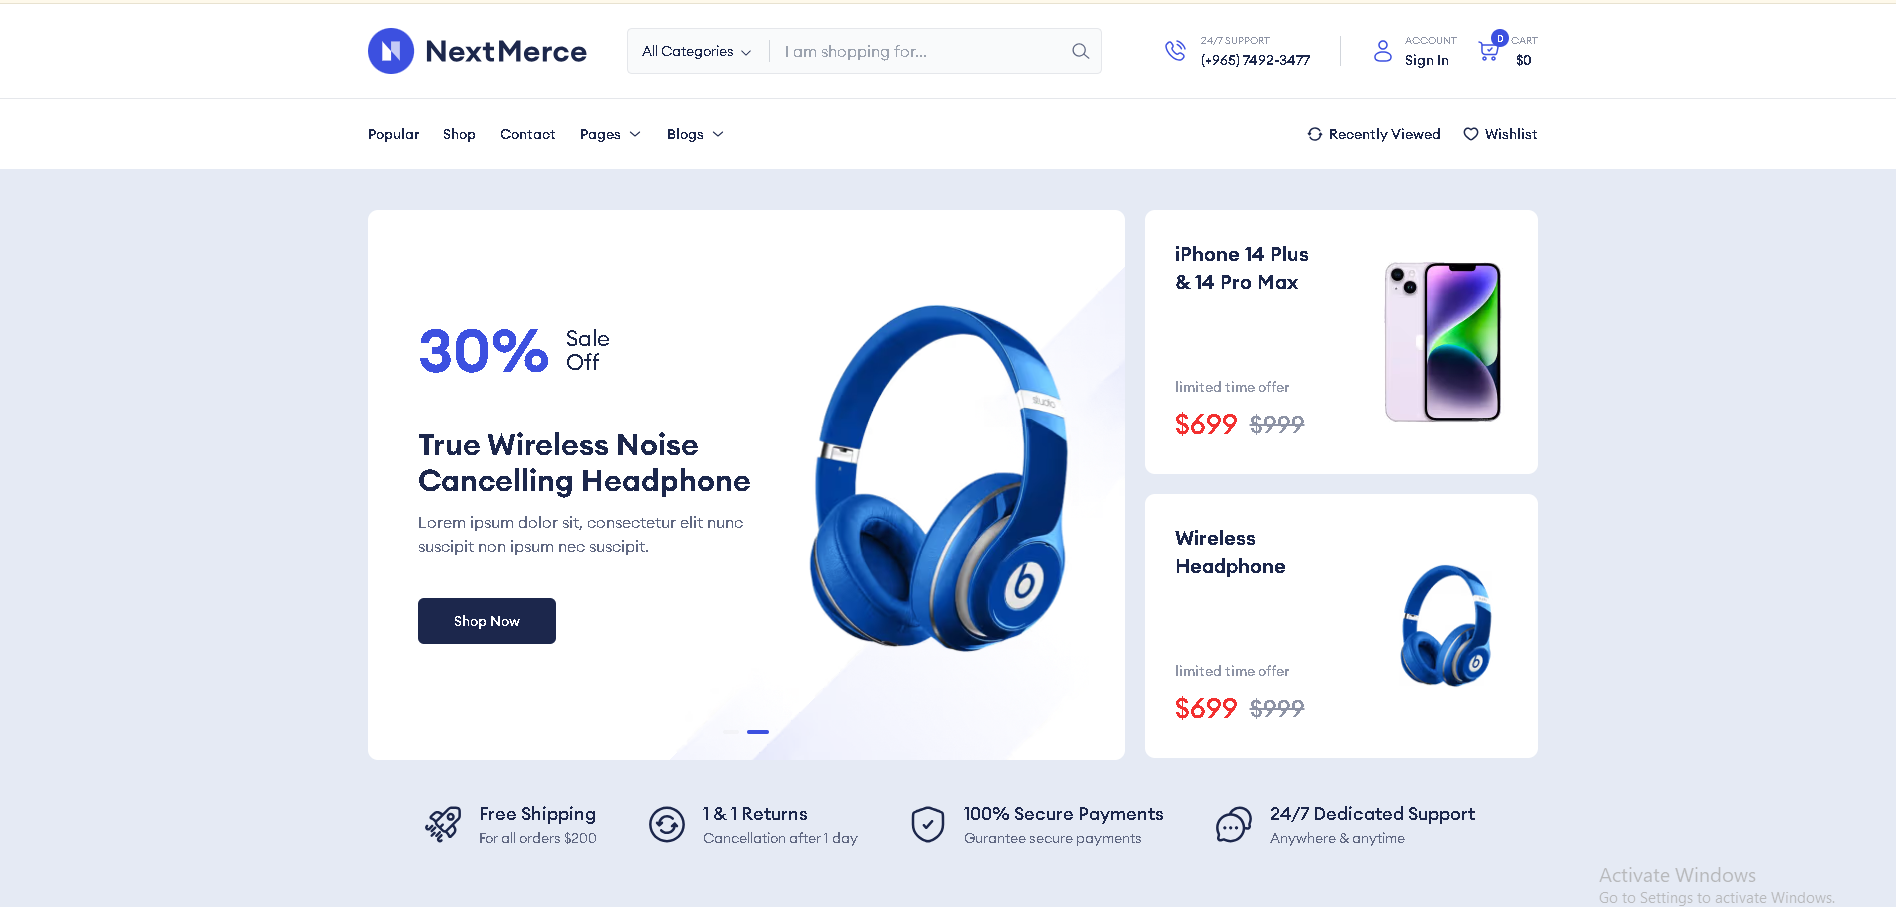 NextMerce
All Categories
I am shopping for...
24/7 SUPPORT
(+965) 7492-3477
ACCOUNT
Sign In
0
CART
$0
Popular
Shop
Contact
Pages
Blogs
Recently Viewed
Wishlist
30%
Sale
Off
True Wireless Noise
Cancelling Headphone
Lorem ipsum dolor sit, consectetur elit nunc
suscipit non ipsum nec suscipit.
Shop Now
studio
b
iPhone 14 Plus
& 14 Pro Max
limited time offer
$699 $999
Wireless
Headphone
b
limited time offer
$699 $999
Free Shipping
For all orders $200
1 & 1 Returns
Cancellation after 1 day
100% Secure Payments
Gurantee secure payments
24/7 Dedicated Support
Anywhere & anytime
Activate Windows
Go to Settings to activate Windows.